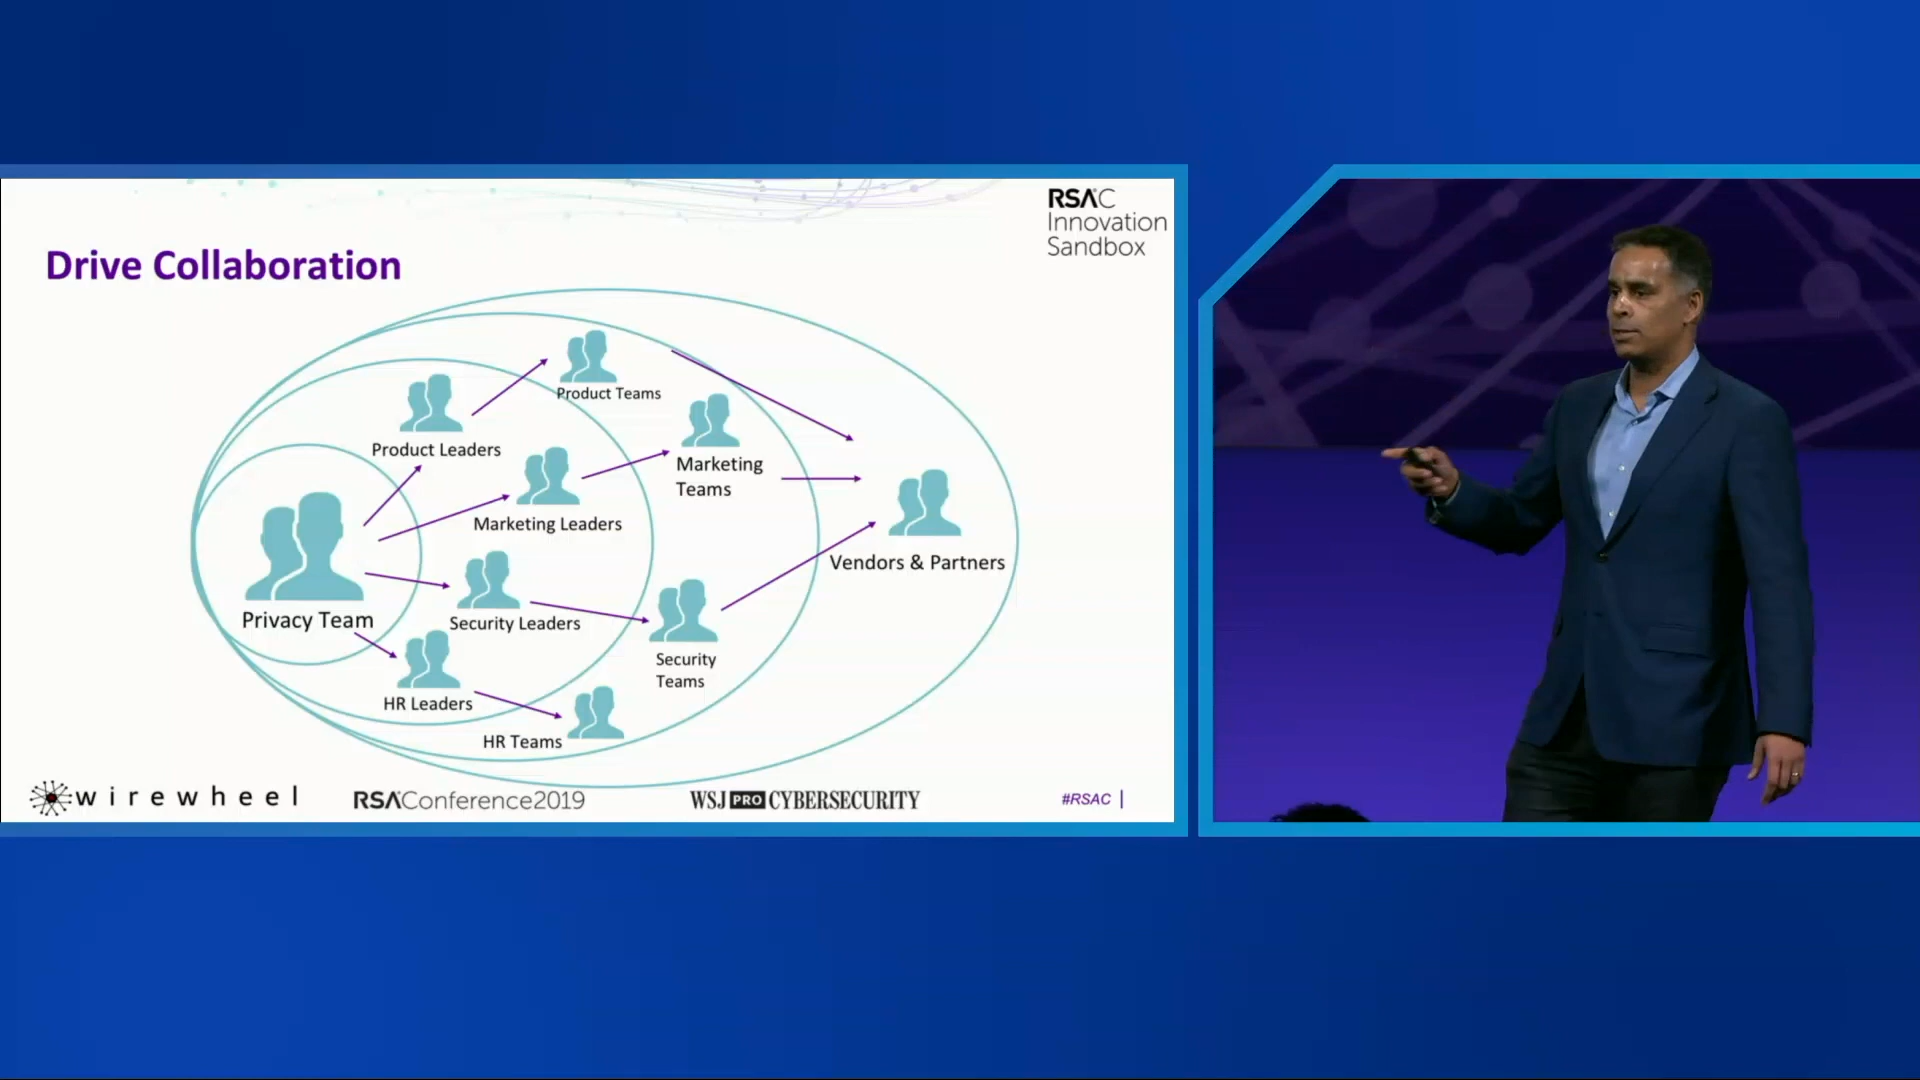 RSAC
Innovation
Sandbox
Drive Collaboration
Product Teams
Product Leaders
Marketing
Teams
Marketing Leaders
Vendors & Partners
Privacy Team
Security Leaders
Security
Teams
HR Leaders
HR Teams
wirewheel
RSAConference2019
WSJ PRO CYBERSECURITY
#RSAC